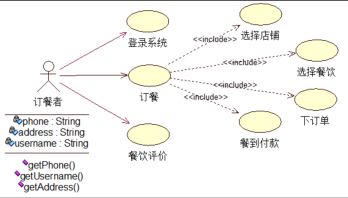 登录系统
订餐
餐饮评价
订餐者
phone : String
address : String
username : String
getPhone()
getUsername()
getAddress()
<<include>>
<<include>>
<<include>>
<<include>>
选择店铺
选择餐饮
下订单
餐到付款